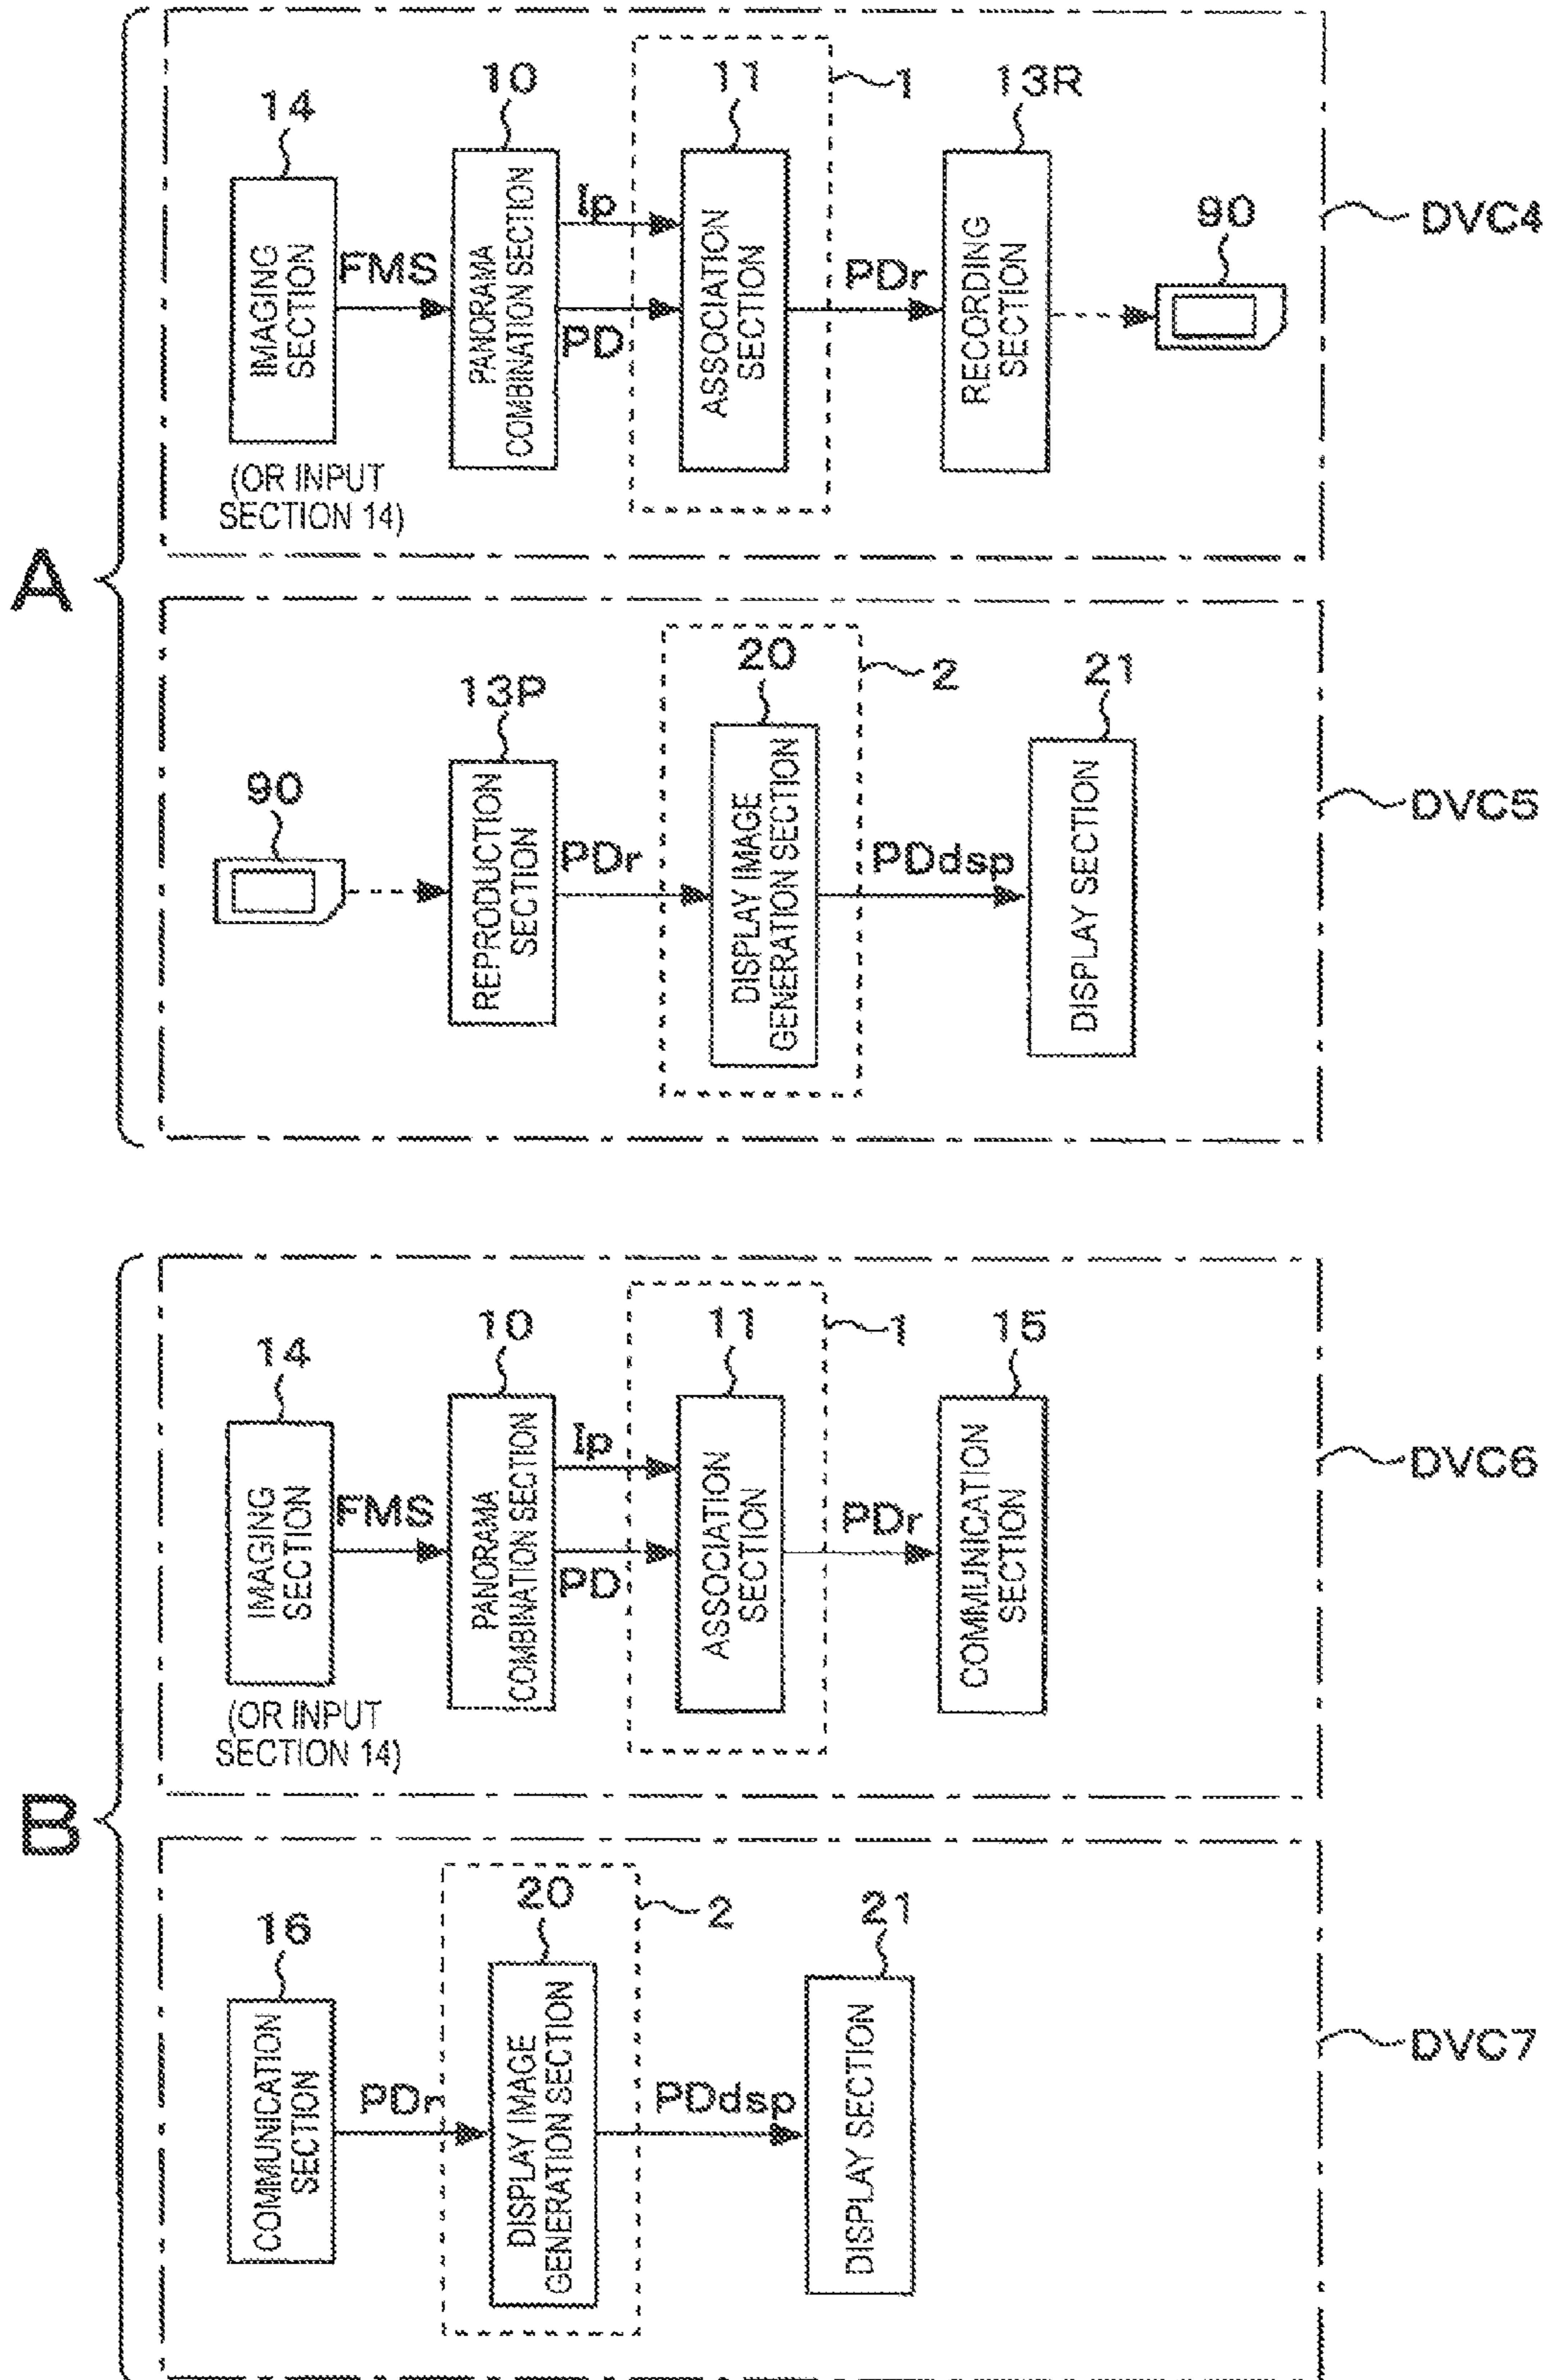 A
14
IMAGING
SECTION
(OR INPUT
SECTION 14)
FMS
10
PANORAMA
COMBINATION SECTION
Ip
PD
11
ASSOCIATION
SECTION
1
PDr
13R
RECORDING
SECTION
90
DVC4
90
13P
REPRODUCTION
SECTION
PDr
20
DISPLAY IMAGE
GENERATION SECTION
2
PDdsp
21
DISPLAY SECTION
DVC5
B
14
IMAGING
SECTION
(OR INPUT
SECTION 14)
FMS
10
PANORAMA
COMBINATION SECTION
Ip
PD
11
ASSOCIATION
SECTION
1
PDr
15
COMMUNICATION
SECTION
DVC6
16
COMMUNICATION
SECTION
PDr
20
DISPLAY IMAGE
GENERATION SECTION
2
PDdsp
21
DISPLAY SECTION
DVC7